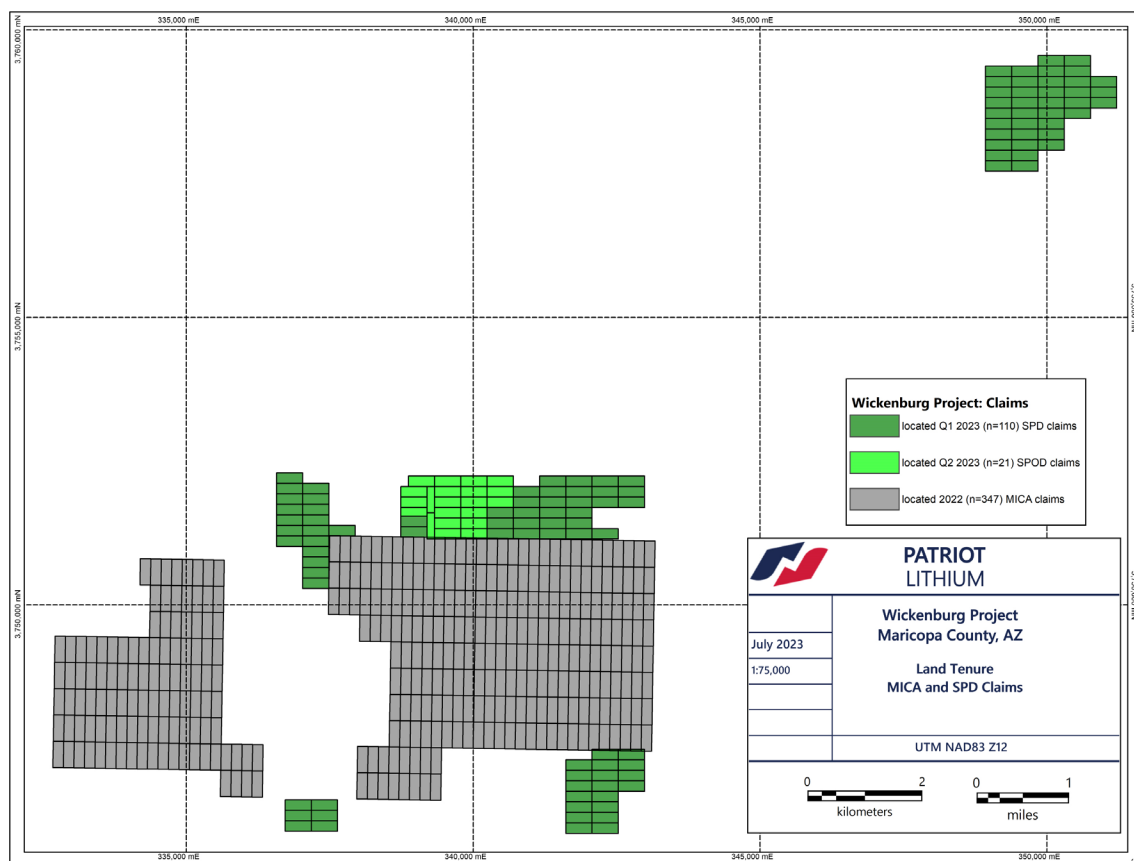 335,000 mE 340,000 mE 345,000 mE 350,000 mE
3,760,000 mN
3,755,000 mN
3,750,000 mN
Wickenburg Project: Claims
located Q1 2023 (n=110) SPD claims
located Q2 2023 (n=21) SPOD claims
located 2022 (n=347) MICA claims
PATRIOT
LITHIUM
Wickenburg Project
Maricopa County, AZ
July 2023
1:75,000
Land Tenure
MICA and SPD Claims
UTM NAD83 Z12
0 2
kilometers
0 1
miles
335,000 mE 340,000 mE 345,000 mE 350,000 mE